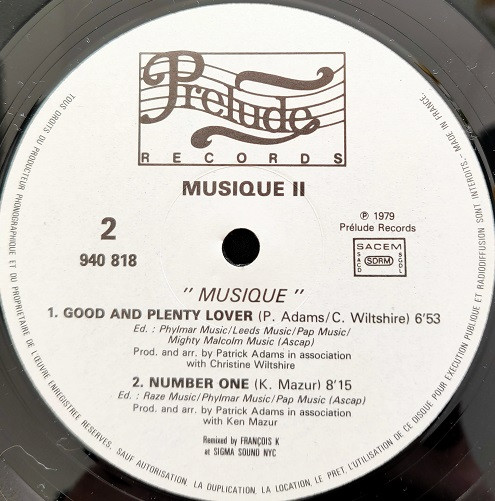 Prelude
RECORDS
MUSIQUE II
2
940 818
℗ 1979
Prélude Records
SACEM
SACD SDRM SGDL
" MUSIQUE "
1. GOOD AND PLENTY LOVER (P. Adams/C. Wiltshire) 6'53
Ed. : Phylmar Music/Leeds Music/Pap Music/
Mighty Malcolm Music (Ascap)
Prod. and arr. by Patrick Adams in association
with Christine Wiltshire
2. NUMBER ONE (K. Mazur) 8'15
Ed. : Raze Music/Phylmar Music/Pap Music (Ascap)
Prod. and arr. by Patrick Adams in association
with Ken Mazur
Remixed by FRANÇOIS K
at SIGMA SOUND NYC
TOUS DROITS DU PRODUCTEUR PHONOGRAPHIQUE ET DU PROPRIETAIRE DE L'ŒUVRE ENREGISTREE RESERVES, SAUF AUTORISATION, LA DUPLICATION, LA LOCATION, LE PRET, L'UTILISATION DE CE DISQUE POUR EXECUTION PUBLIQUE ET RADIODIFFUSION SONT INTERDITS.- MADE IN FRANCE.